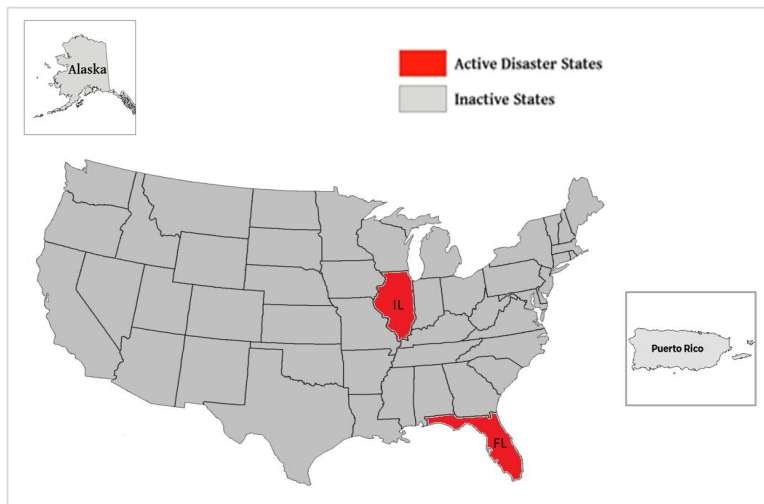 Alaska
Active Disaster States
Inactive States
IL
Puerto Rico
FL